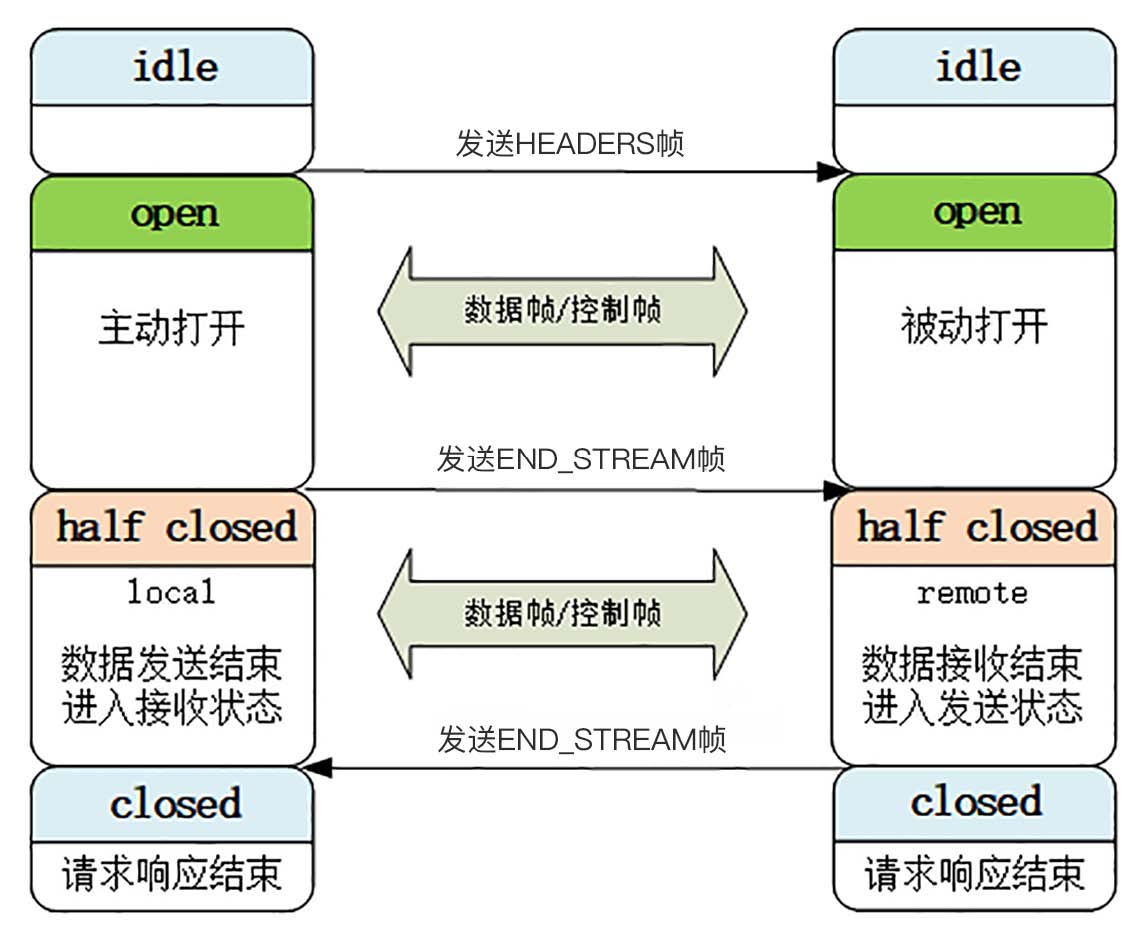 idle
idle
发送HEADERS帧
open
open
主动打开
数据帧/控制帧
被动打开
发送END_STREAM帧
half closed
half closed
local
remote
数据帧/控制帧
数据发送结束
进入接收状态
数据接收结束
进入发送状态
发送END_STREAM帧
closed
closed
请求响应结束
请求响应结束